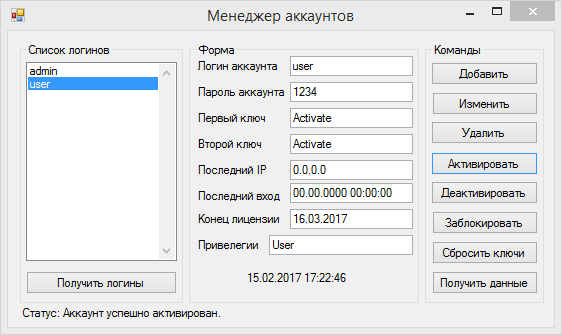 Менеджер аккаунтов
Список логинов
admin
user
Получить логины
Форма
Логин аккаунта user
Пароль аккаунта 1234
Первый ключ Activate
Второй ключ Activate
Последний IP 0.0.0.0
Последний вход 00.00.0000 00:00:00
Конец лицензии 16.03.2017
Привелегии User
15.02.2017 17:22:46
Команды
Добавить
Изменить
Удалить
Активировать
Деактивировать
Заблокировать
Сбросить ключи
Получить данные
Статус: Аккаунт успешно активирован.